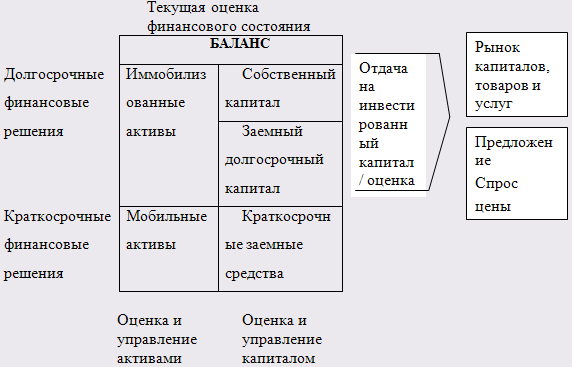 Текущая оценка
финансового состояния
БАЛАНС
Долгосрочные
финансовые
решения
Иммобилиз
ованные
активы
Собственный
капитал
Заемный
долгосрочный
капитал
Краткосрочные
финансовые
решения
Мобильные
активы
Краткосрочн
ые заемные
средства
Оценка и
управление
активами
Оценка и
управление
капиталом
Отдача
на
инвести
рованн
ый
капитал
/ оценка
Рынок
капиталов,
товаров и
услуг
Предложен
ие
Спрос
цены